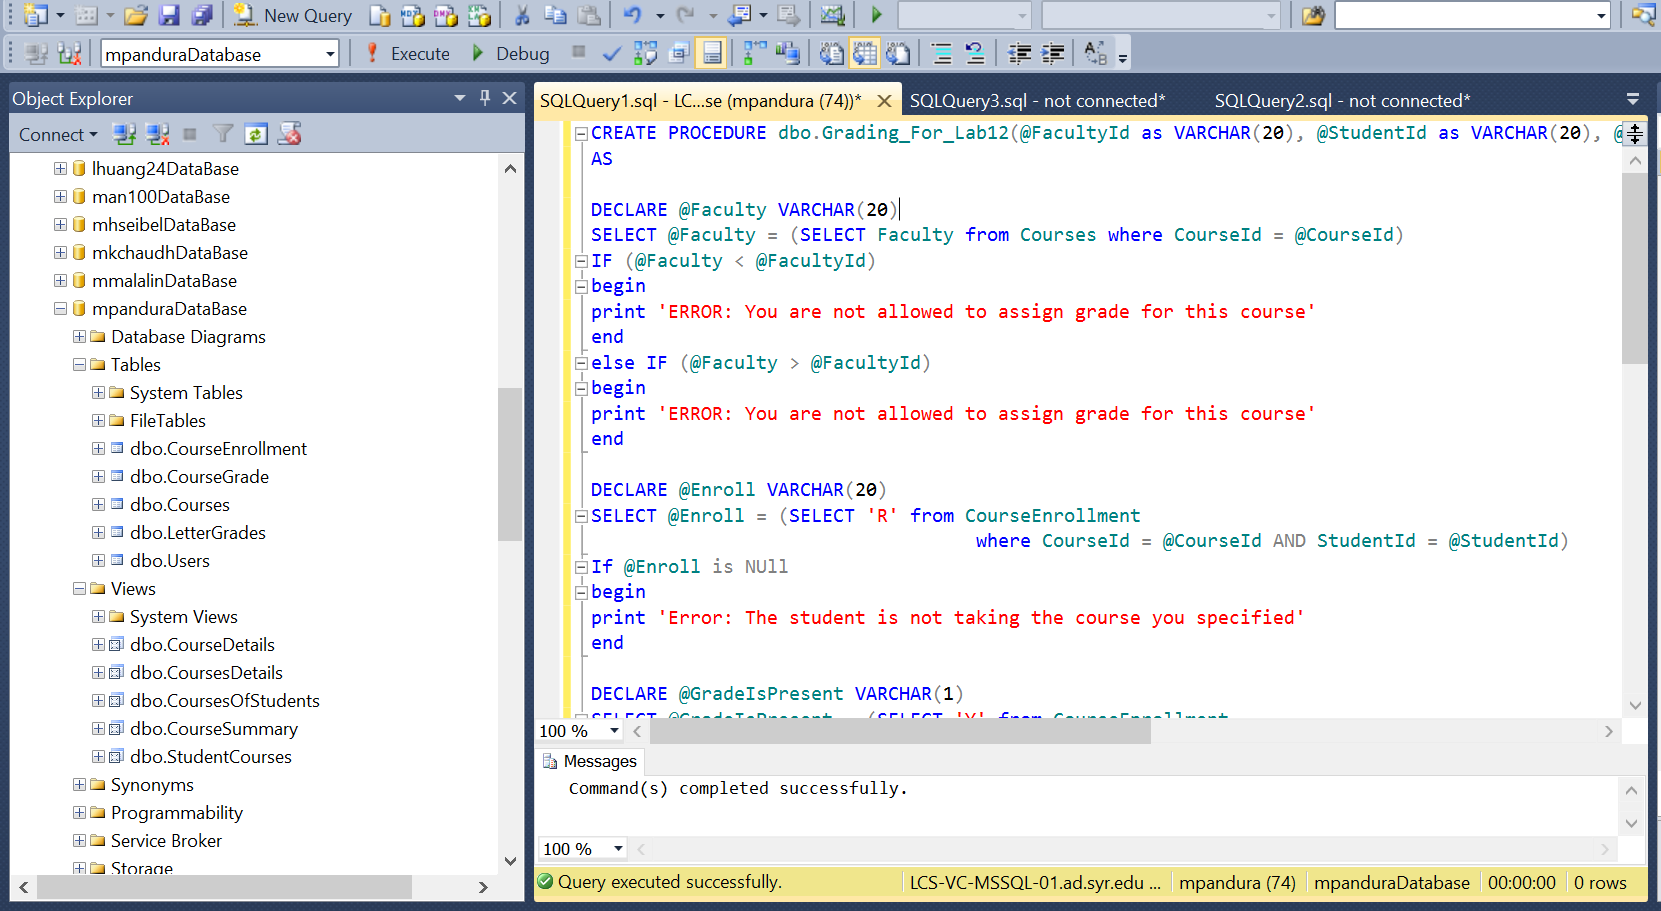 New Query
mpanduraDatabase
Execute
Debug
Object Explorer
Connect
lhuang24DataBase
man100DataBase
mhseibelDataBase
mkchaudhDataBase
mmalalinDataBase
mpanduraDataBase
Database Diagrams
Tables
System Tables
FileTables
dbo.CourseEnrollment
dbo.CourseGrade
dbo.Courses
dbo.LetterGrades
dbo.Users
Views
System Views
dbo.CourseDetails
dbo.CoursesDetails
dbo.CoursesOfStudents
dbo.CourseSummary
dbo.StudentCourses
Synonyms
Programmability
Service Broker
Storage
SQLQuery1.sql - LC...se (mpandura (74))*
SQLQuery3.sql - not connected*
SQLQuery2.sql - not connected*
CREATE PROCEDURE dbo.Grading_For_Lab12(@FacultyId as VARCHAR(20), @StudentId as VARCHAR(20), @
AS
DECLARE @Faculty VARCHAR(20)
SELECT @Faculty = (SELECT Faculty from Courses where CourseId = @CourseId)
IF (@Faculty < @FacultyId)
begin
print 'ERROR: You are not allowed to assign grade for this course'
end
else IF (@Faculty > @FacultyId)
begin
print 'ERROR: You are not allowed to assign grade for this course'
end
DECLARE @Enroll VARCHAR(20)
SELECT @Enroll = (SELECT 'R' from CourseEnrollment
where CourseId = @CourseId AND StudentId = @StudentId)
If @Enroll is NUll
begin
print 'Error: The student is not taking the course you specified'
end
DECLARE @GradeIsPresent VARCHAR(1)
SELECT @GradeIsPresent = (SELECT 'Y' from CourseEnrollment
100 %
Messages
Command(s) completed successfully.
100 %
Query executed successfully.
LCS-VC-MSSQL-01.ad.syr.edu ...
mpandura (74)
mpanduraDatabase
00:00:00
0 rows